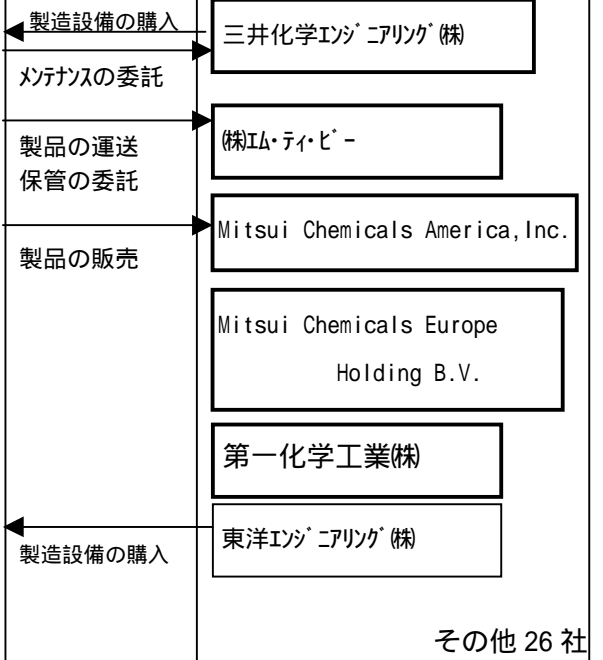 製造設備の購入
三井化学ｴﾝｼﾞﾆｱﾘﾝｸﾞ㈱
ﾒﾝﾃﾅﾝｽの委託
㈱ｴﾑ･ﾃｨ･ﾋﾞｰ
製品の運送
保管の委託
Mitsui Chemicals America,Inc.
製品の販売
Mitsui Chemicals Europe
Holding B.V.
第一化学工業㈱
東洋ｴﾝｼﾞﾆｱﾘﾝｸﾞ㈱
製造設備の購入
その他 26 社